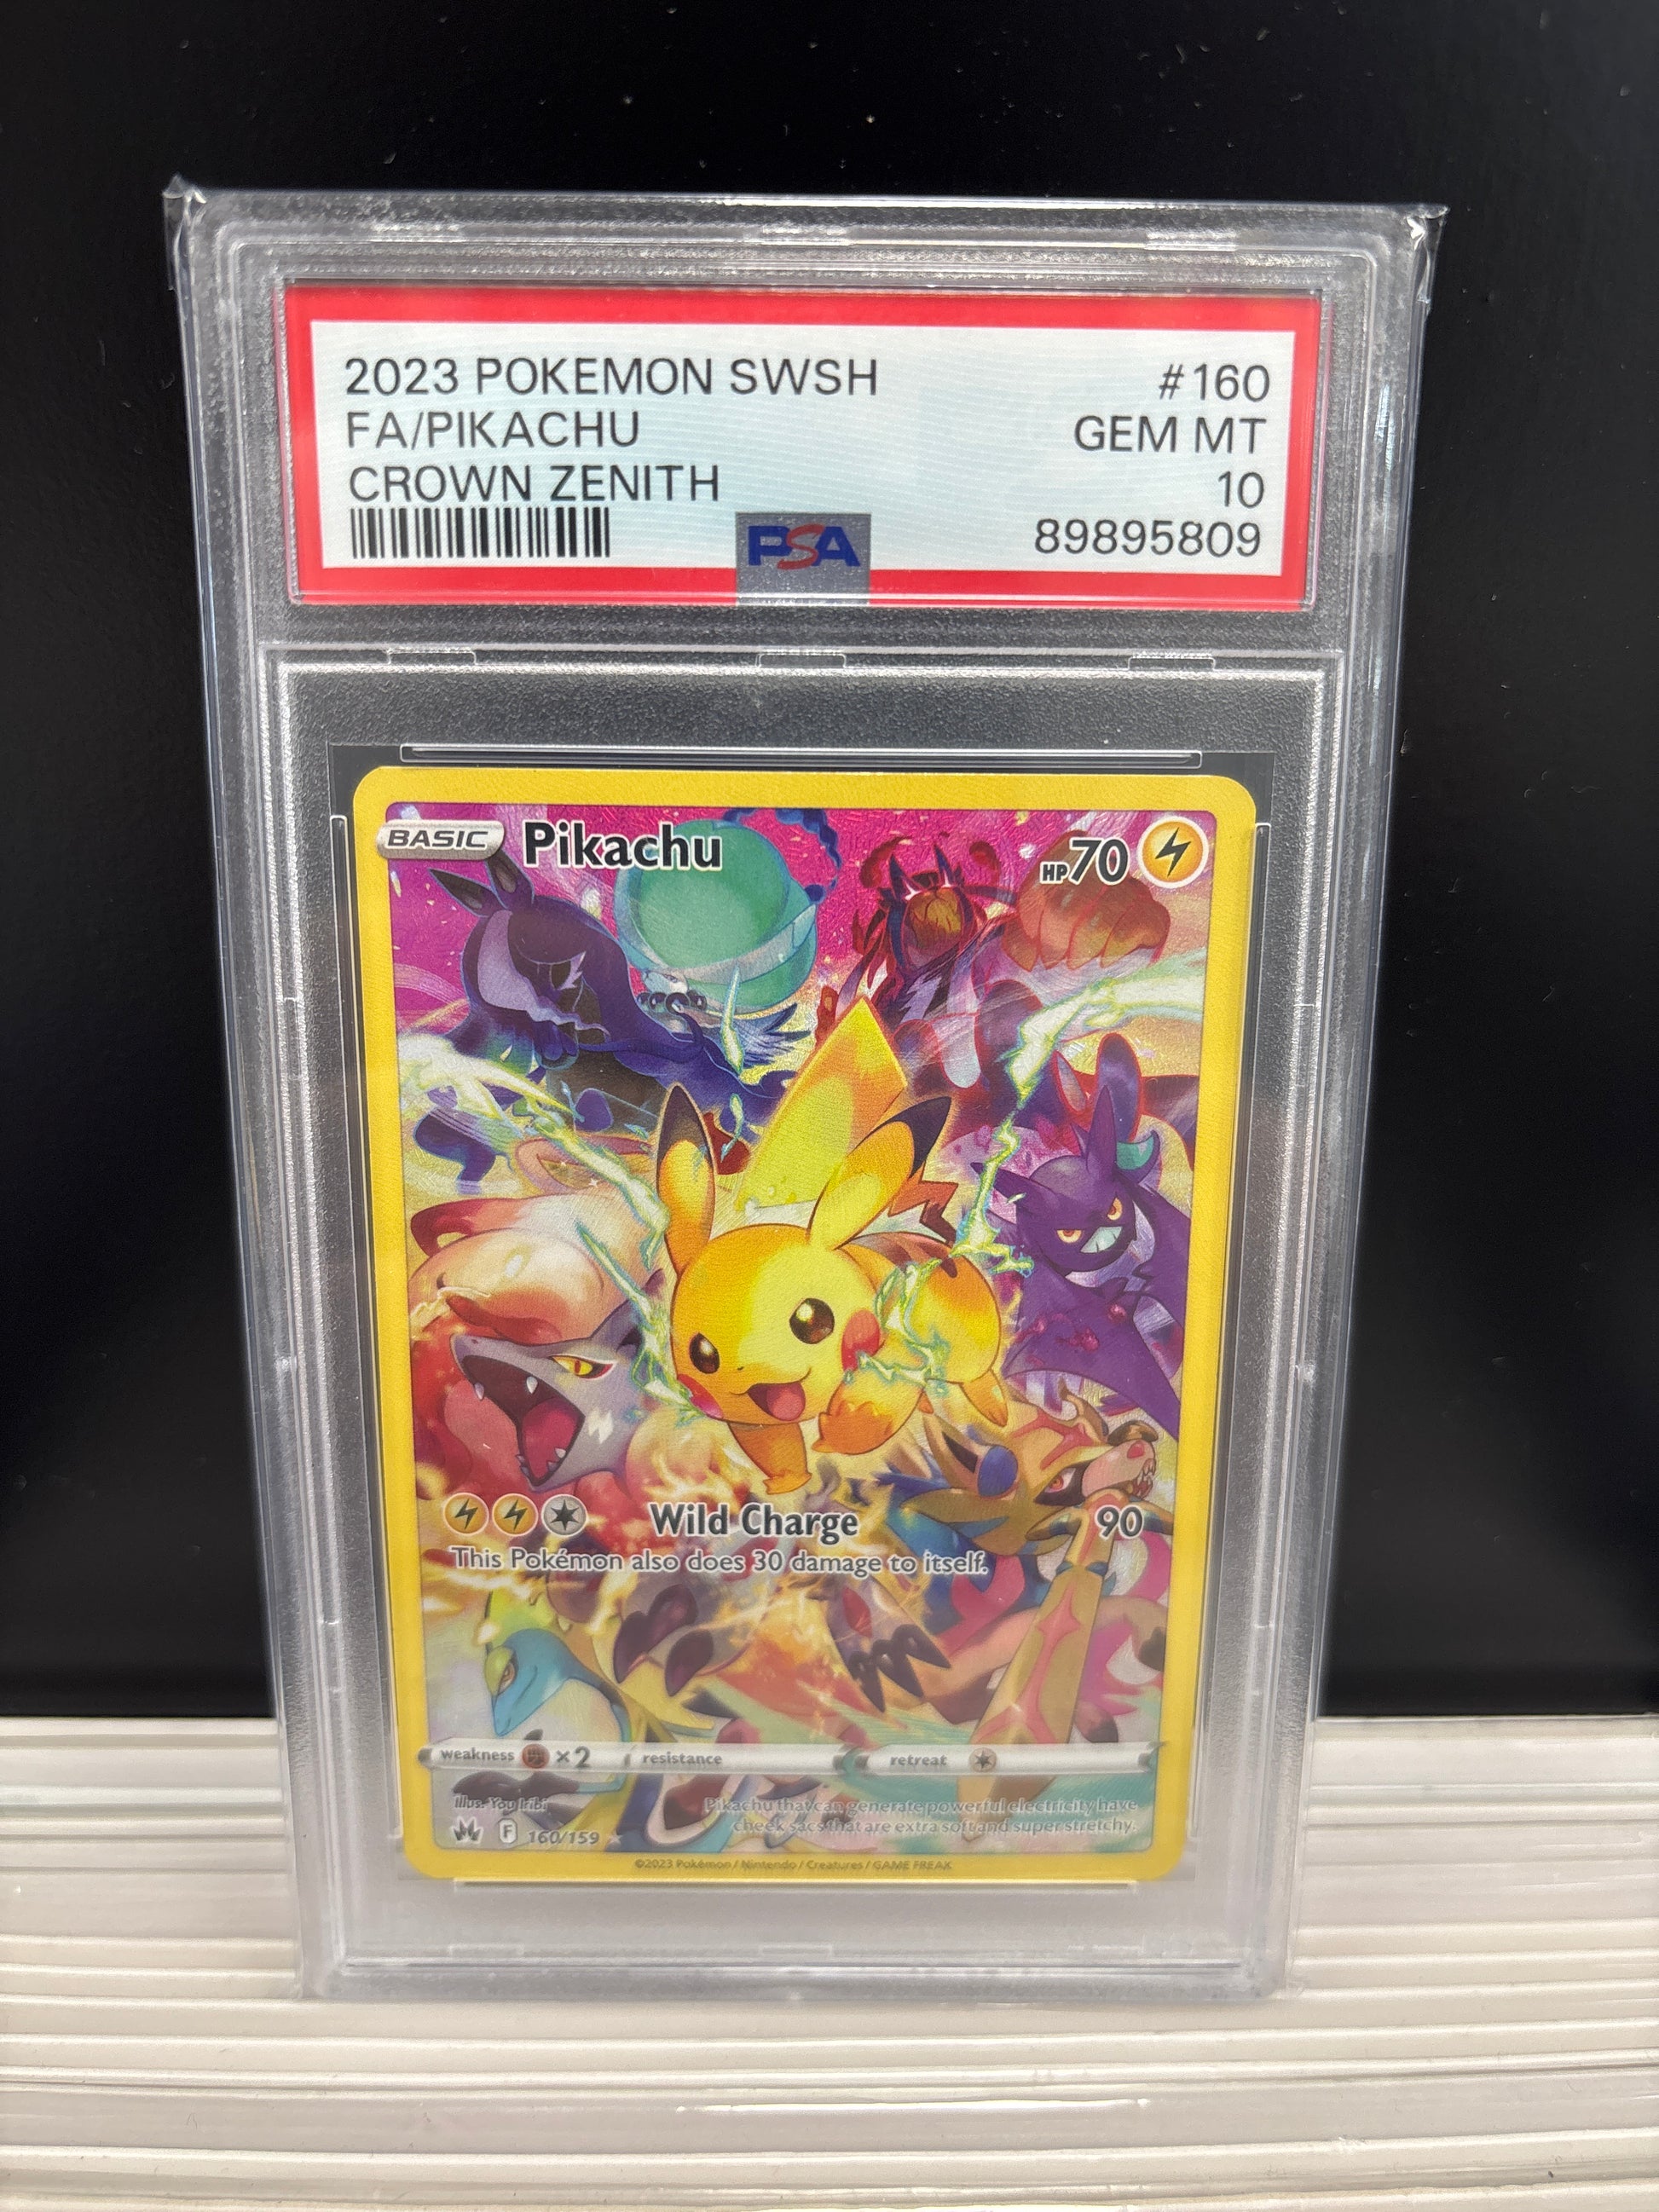 2023 POKEMON SWSH #160
FA/PIKACHU GEM MT
CROWN ZENITH 10
PSA 89895809
BASIC Pikachu HP 70
Wild Charge 90
This Pokémon also does 30 damage to itself.
weakness ×2 resistance retreat
Illus. You Iribi
Pikachu that can generate powerful electricity have
cheek sacs that are extra soft and super stretchy.
F 160/159
©2023 Pokémon / Nintendo / Creatures / GAME FREAK